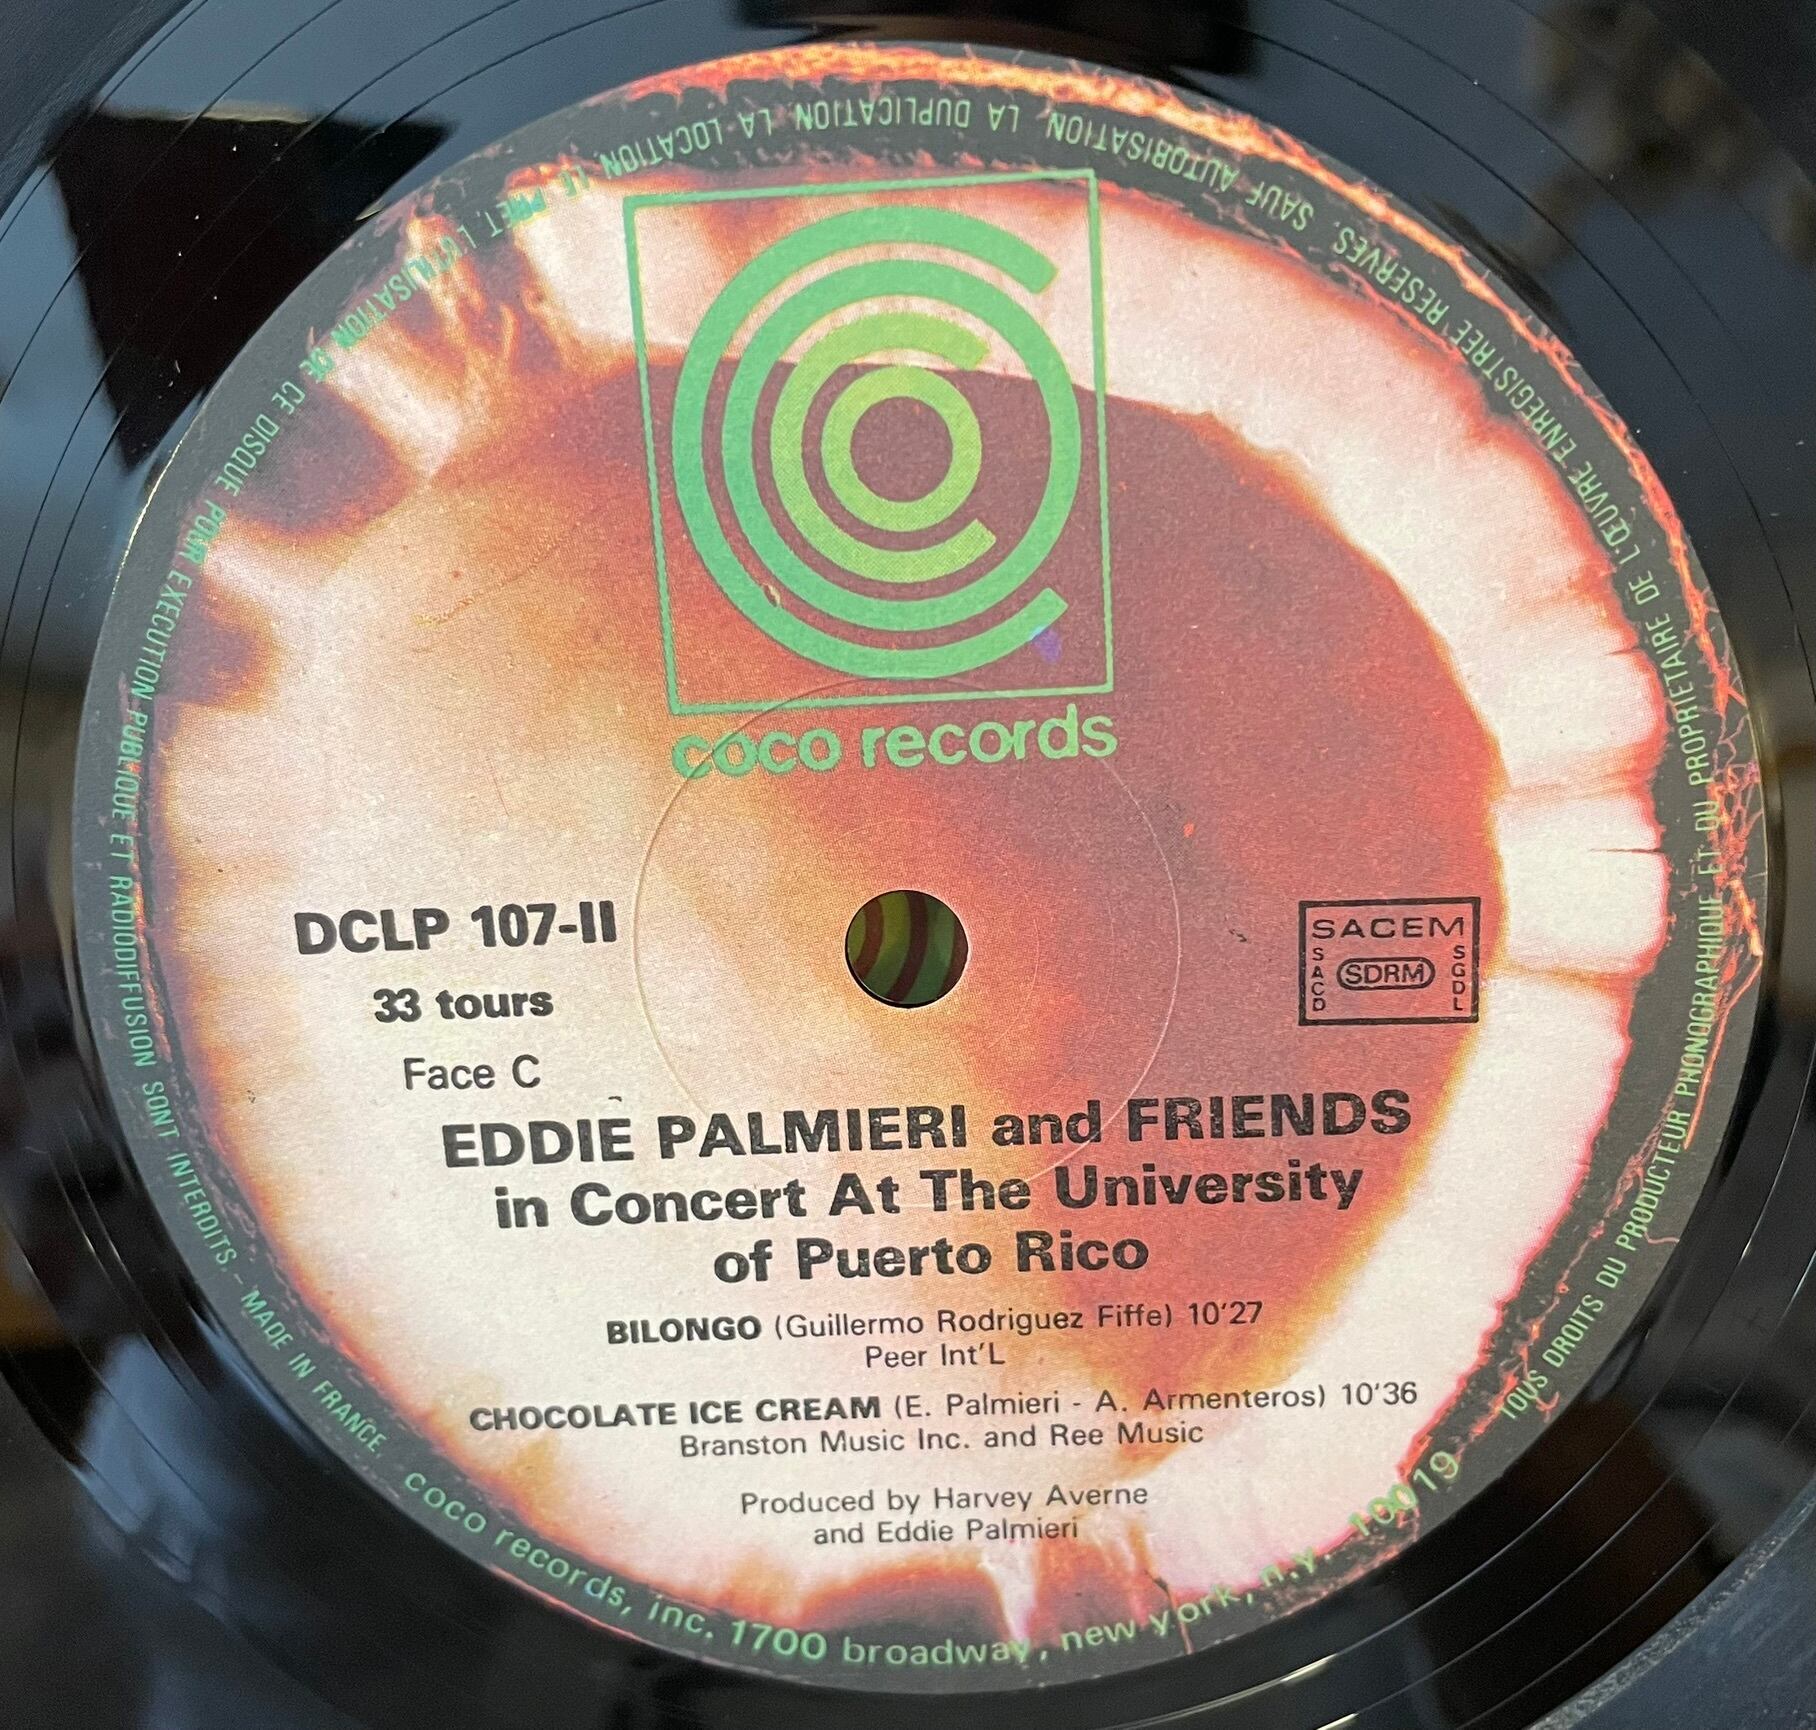 coco records
DCLP 107-II
33 tours
Face C
SACEM
SACD
SDRM
SGDL
EDDIE PALMIERI and FRIENDS
in Concert At The University
of Puerto Rico
BILONGO (Guillermo Rodriguez Fiffe) 10'27
Peer Int'L
CHOCOLATE ICE CREAM (E. Palmieri - A. Armenteros) 10'36
Branston Music Inc. and Ree Music
Produced by Harvey Averne
and Eddie Palmieri
TOUS DROITS DU PRODUCTEUR PHONOGRAPHIQUE ET DU PROPRIETAIRE DE L'ŒUVRE ENREGISTREE RESERVES. SAUF AUTORISATION LA DUPLICATION, LA LOCATION, LE PRET, L'UTILISATION DE CE DISQUE POUR EXECUTION PUBLIQUE ET RADIODIFFUSION SONT INTERDITS. - MADE IN FRANCE
coco records, inc. 1700 broadway, new york, n.y. 10019